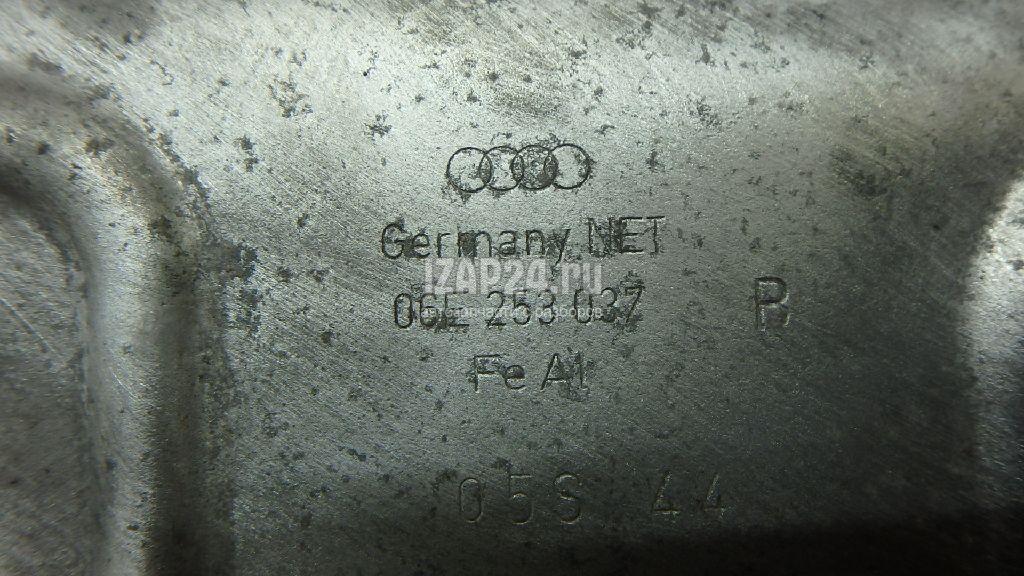 Germany NET
IZAP24.ru
06E 253 037 B
Fe Al
05S 44